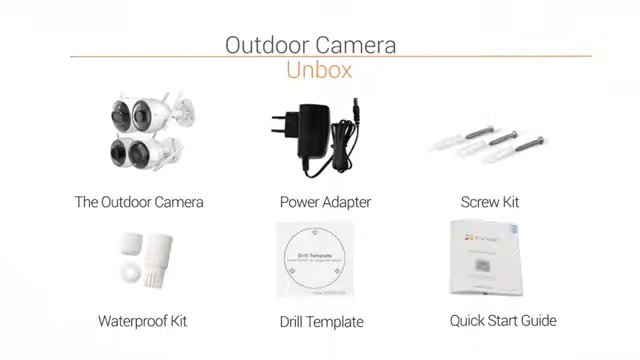 Outdoor Camera
Unbox
The Outdoor Camera
Power Adapter
Screw Kit
Drill Template
Waterproof Kit
Drill Template
Quick Start Guide